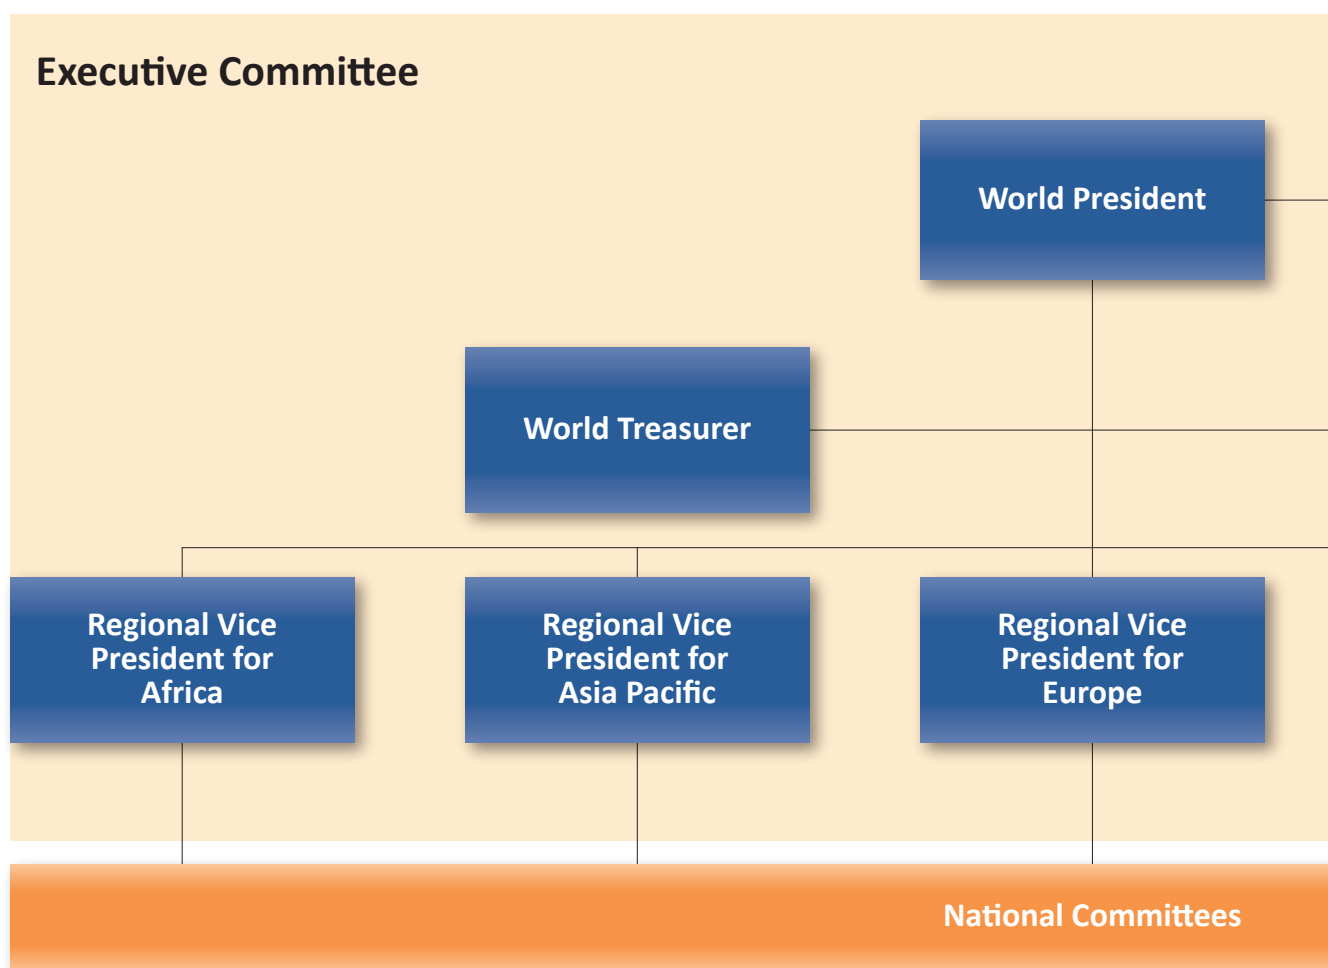 Executive Committee
World President
World Treasurer
Regional Vice
President for
Africa
Regional Vice
President for
Asia Pacific
Regional Vice
President for
Europe
National Committees